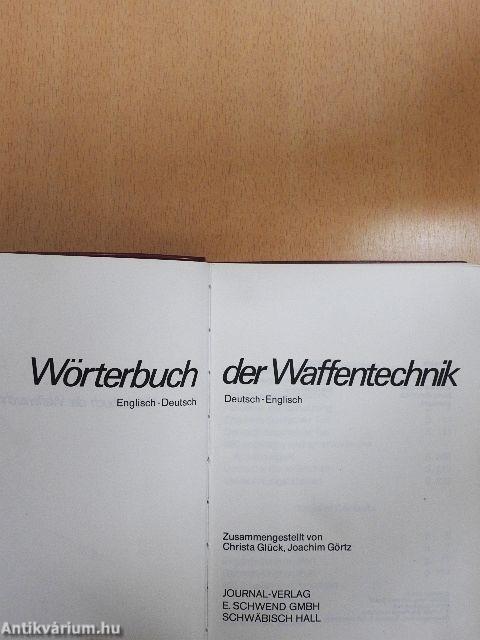 Wörterbuch der Waffentechnik
Englisch-Deutsch
Deutsch-Englisch
Zusammengestellt von
Christa Glück, Joachim Görtz
JOURNAL-VERLAG
E. SCHWEND GMBH
SCHWÄBISCH HALL
Antikvárium.hu